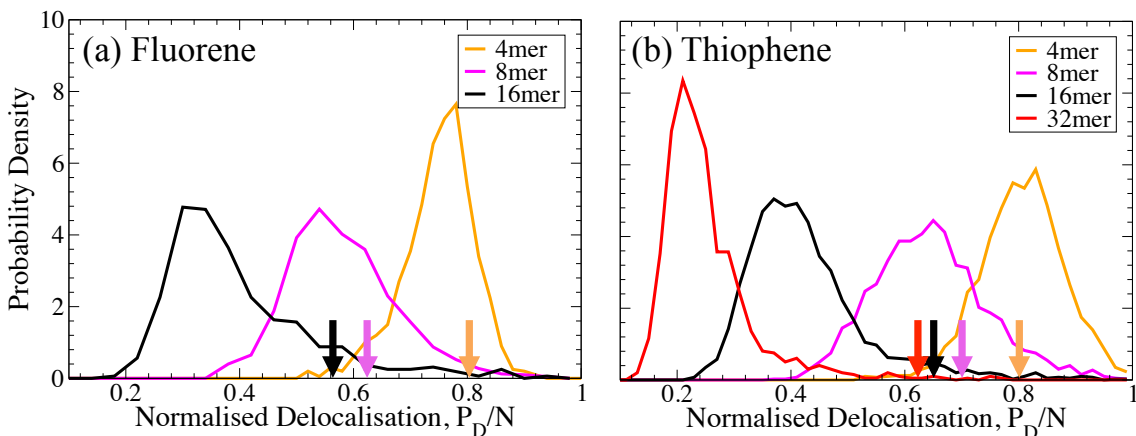 (a) Fluorene
4mer
8mer
16mer
10
8
6
4
2
0
Probability Density
0.2
0.4
0.6
0.8
1
Normalised Delocalisation, P_D/N
(b) Thiophene
4mer
8mer
16mer
32mer
0.2
0.4
0.6
0.8
1
Normalised Delocalisation, P_D/N